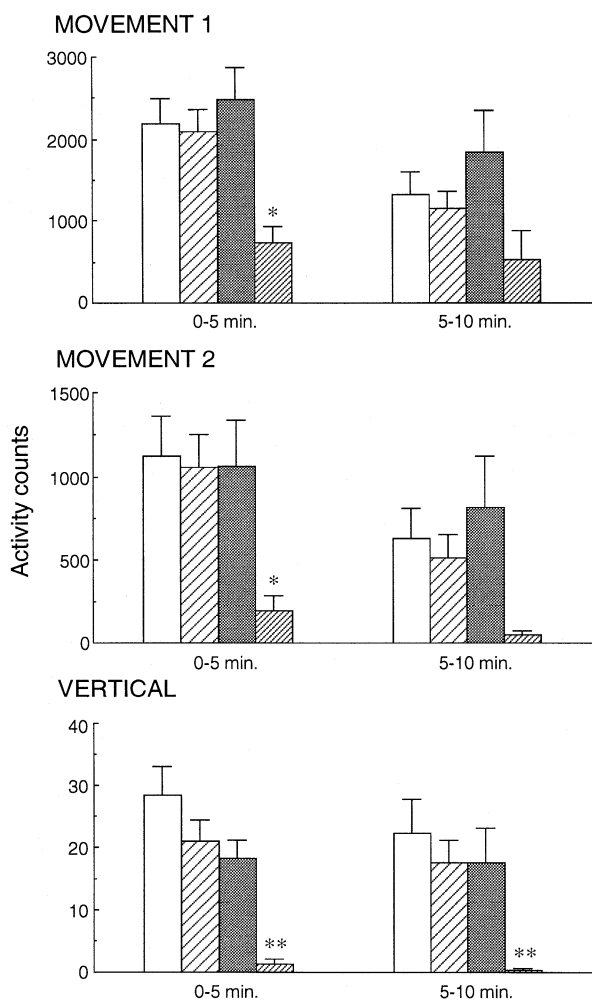 MOVEMENT 1
3000
2000
1000
0
*
0-5 min.
5-10 min.
MOVEMENT 2
Activity counts
1500
1000
500
0
*
0-5 min.
5-10 min.
VERTICAL
40
30
20
10
0
**
**
0-5 min.
5-10 min.